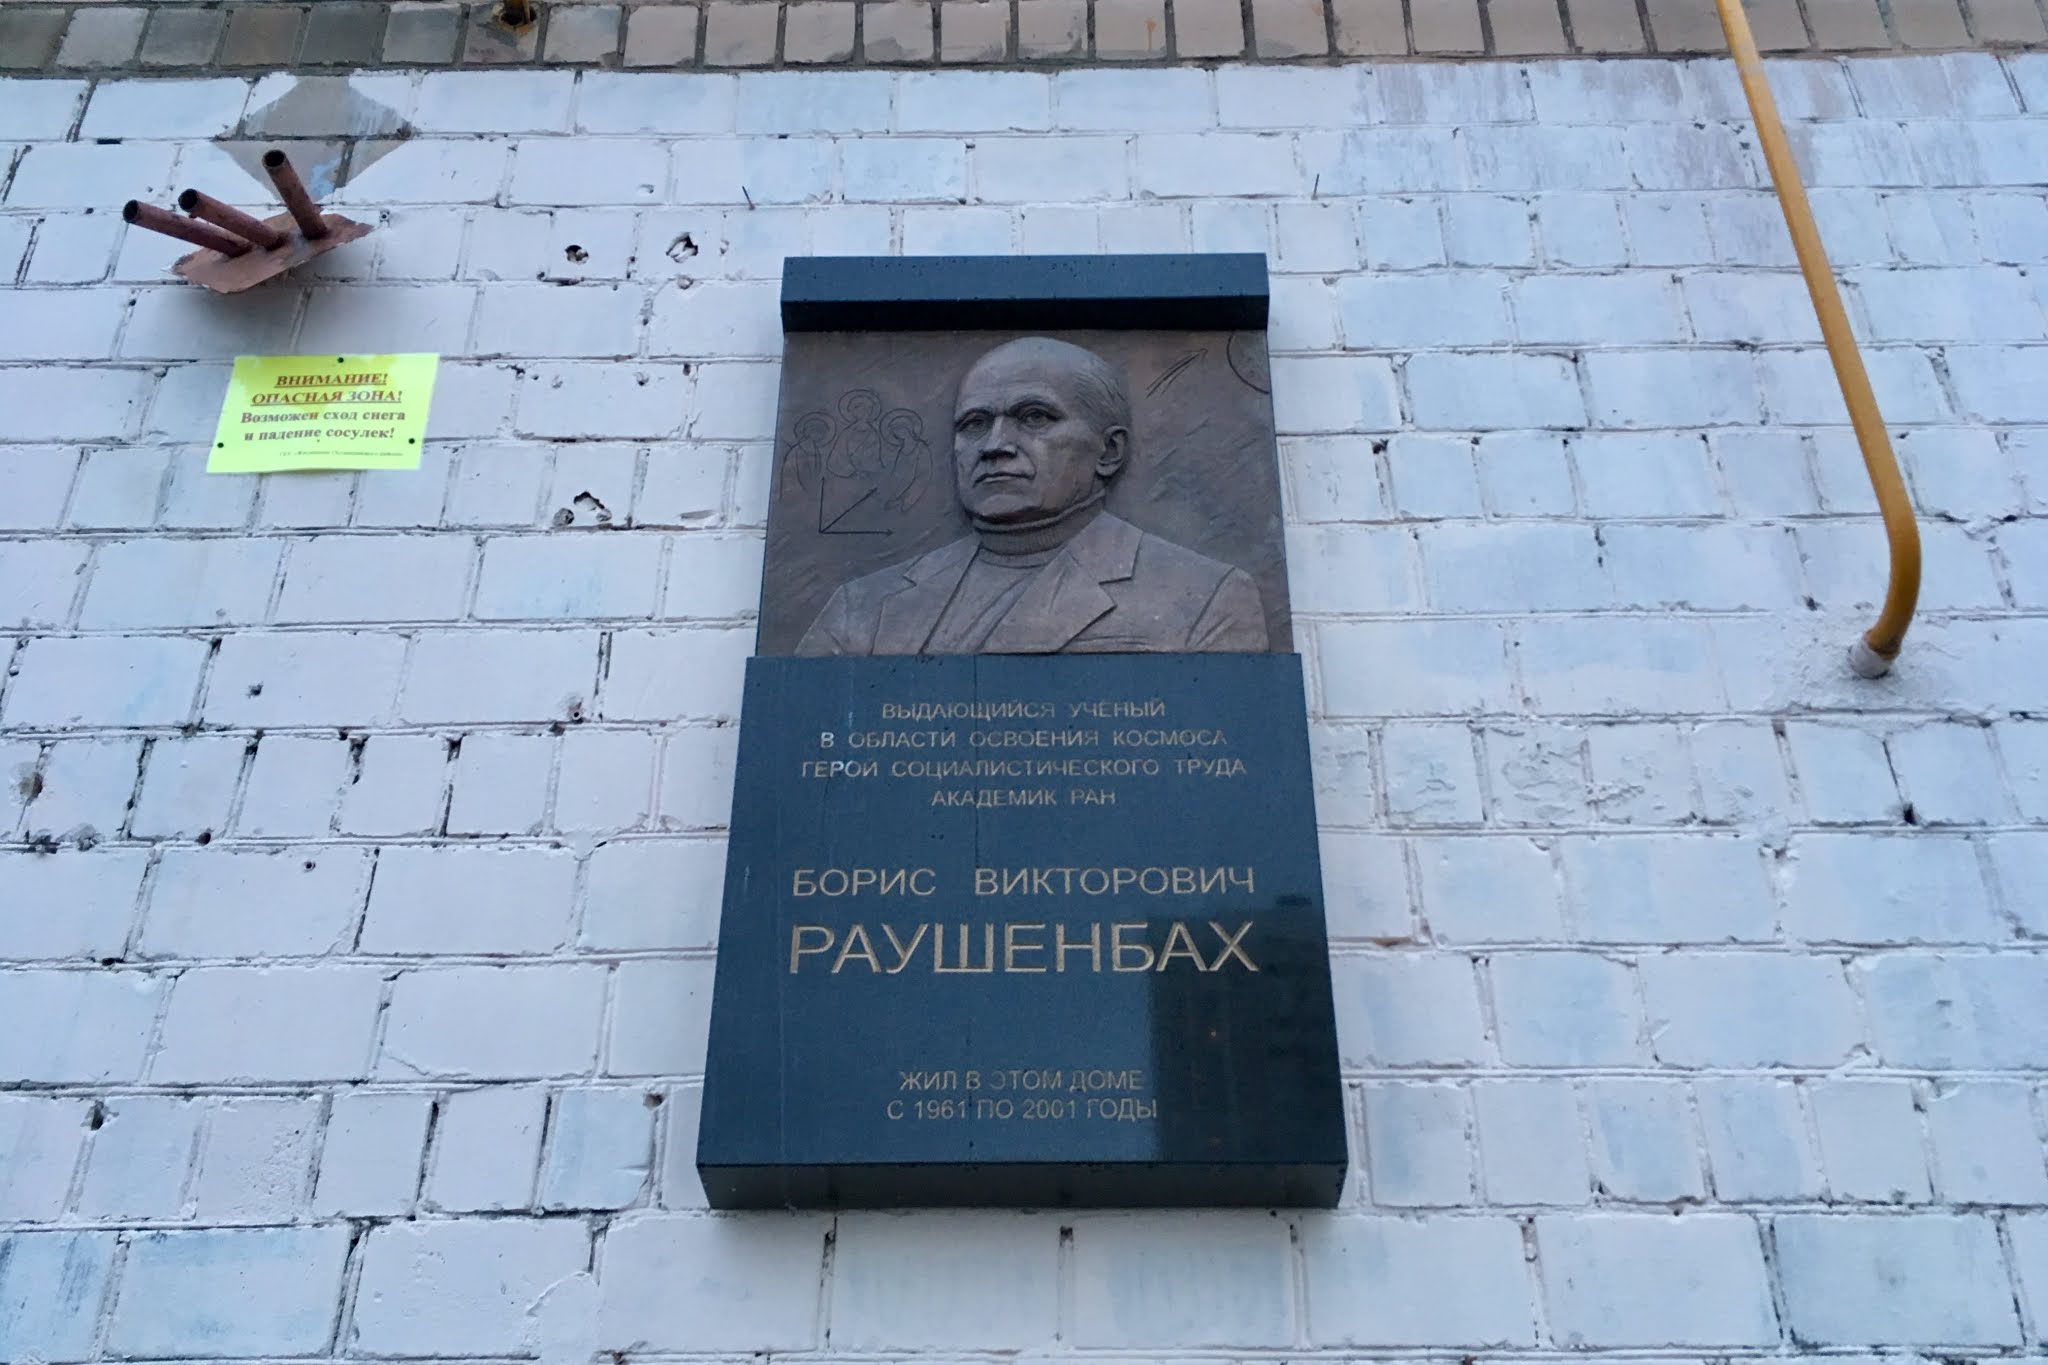 ВНИМАНИЕ!
ОПАСНАЯ ЗОНА!
Возможен сход снега
и падение сосулек!
ВЫДАЮЩИЙСЯ УЧЕНЫЙ
В ОБЛАСТИ ОСВОЕНИЯ КОСМОСА
ГЕРОЙ СОЦИАЛИСТИЧЕСКОГО ТРУДА
АКАДЕМИК РАН
БОРИС ВИКТОРОВИЧ
РАУШЕНБАХ
ЖИЛ В ЭТОМ ДОМЕ
С 1961 ПО 2001 ГОДЫ